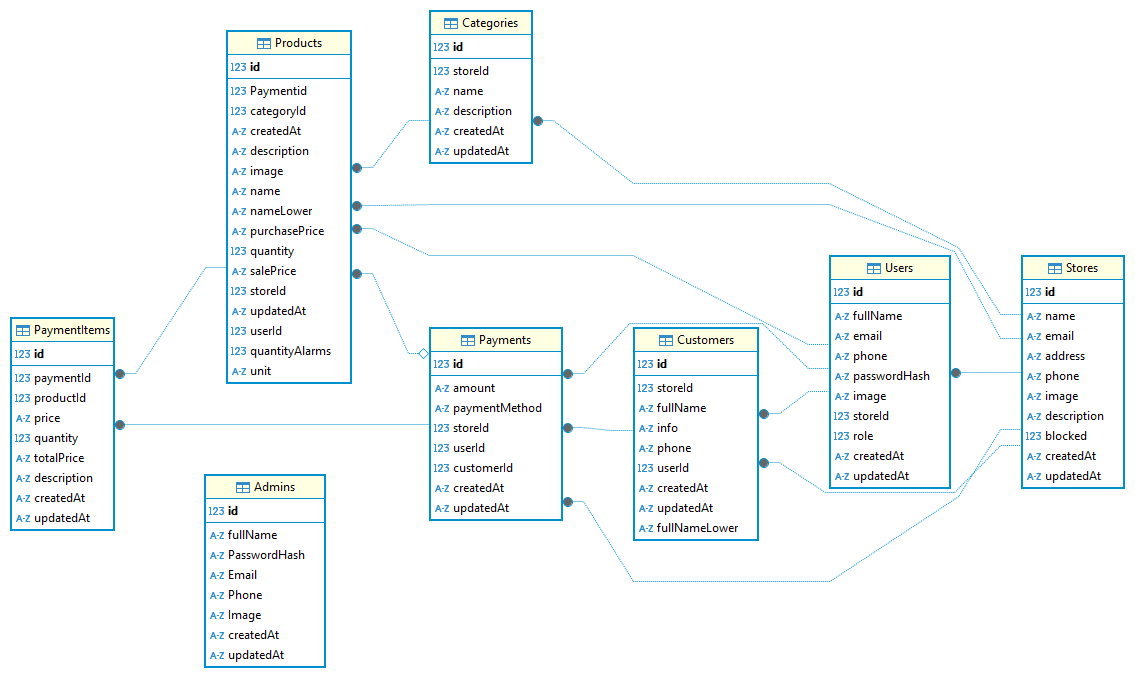 Categories
123 id
123 storeId
A-Z name
A-Z description
A-Z createdAt
A-Z updatedAt
Products
123 id
123 Paymentid
123 categoryId
A-Z createdAt
A-Z description
A-Z image
A-Z name
A-Z nameLower
A-Z purchasePrice
123 quantity
A-Z salePrice
123 storeId
A-Z updatedAt
123 userId
123 quantityAlarms
A-Z unit
Users
123 id
A-Z fullName
A-Z email
A-Z phone
A-Z passwordHash
A-Z image
123 storeId
123 role
A-Z createdAt
A-Z updatedAt
Stores
123 id
A-Z name
A-Z email
A-Z address
A-Z phone
A-Z image
A-Z description
123 blocked
A-Z createdAt
A-Z updatedAt
PaymentItems
123 id
123 paymentId
123 productId
A-Z price
123 quantity
A-Z totalPrice
A-Z description
A-Z createdAt
A-Z updatedAt
Payments
123 id
A-Z amount
A-Z paymentMethod
123 storeId
123 userId
123 customerId
A-Z createdAt
A-Z updatedAt
Customers
123 id
123 storeId
A-Z fullName
A-Z info
A-Z phone
123 userId
A-Z createdAt
A-Z updatedAt
A-Z fullNameLower
Admins
123 id
A-Z fullName
A-Z PasswordHash
A-Z Email
A-Z Phone
A-Z Image
A-Z createdAt
A-Z updatedAt